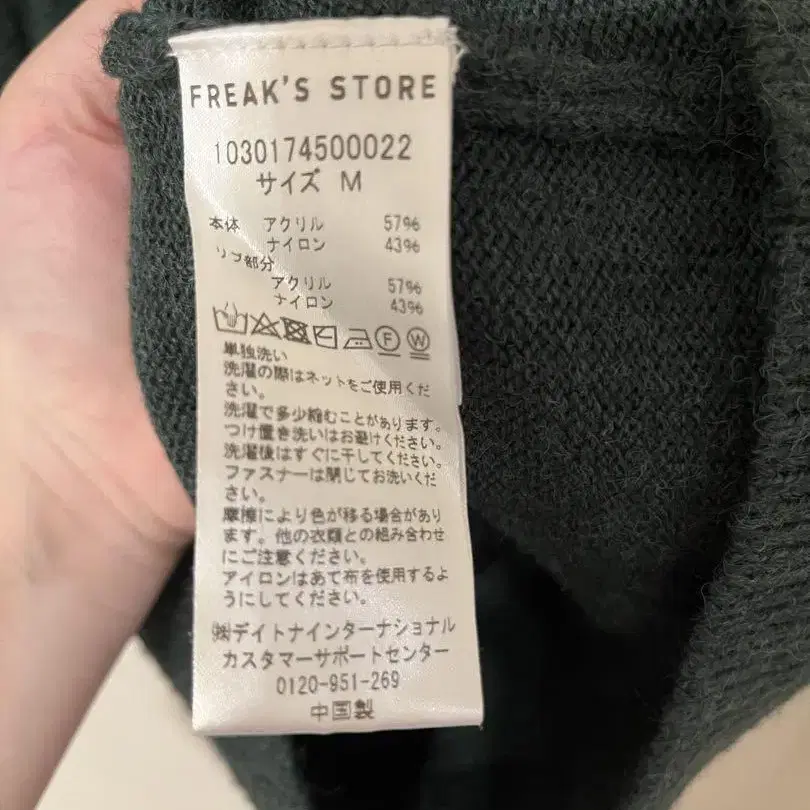 FREAK'S STORE
1030174500022
サイズ M
本体 アクリル 57%
ナイロン 43%
リブ部分
アクリル 57%
ナイロン 43%
F W
単独洗い
洗濯の際はネットをご使用くだ
さい。
洗濯で多少縮むことがあります。
つけ置き洗いはお避けください。
洗濯後はすぐに干してください。
ファスナーは閉じてお洗いくだ
さい。
摩擦により色が移る場合があり
ます。他の衣類との組み合わせ
にご注意ください。
アイロンはあて布を使用するよ
うにしてください。
㈱デイトナインターナショナル
カスタマーサポートセンター
0120-951-269
中国製